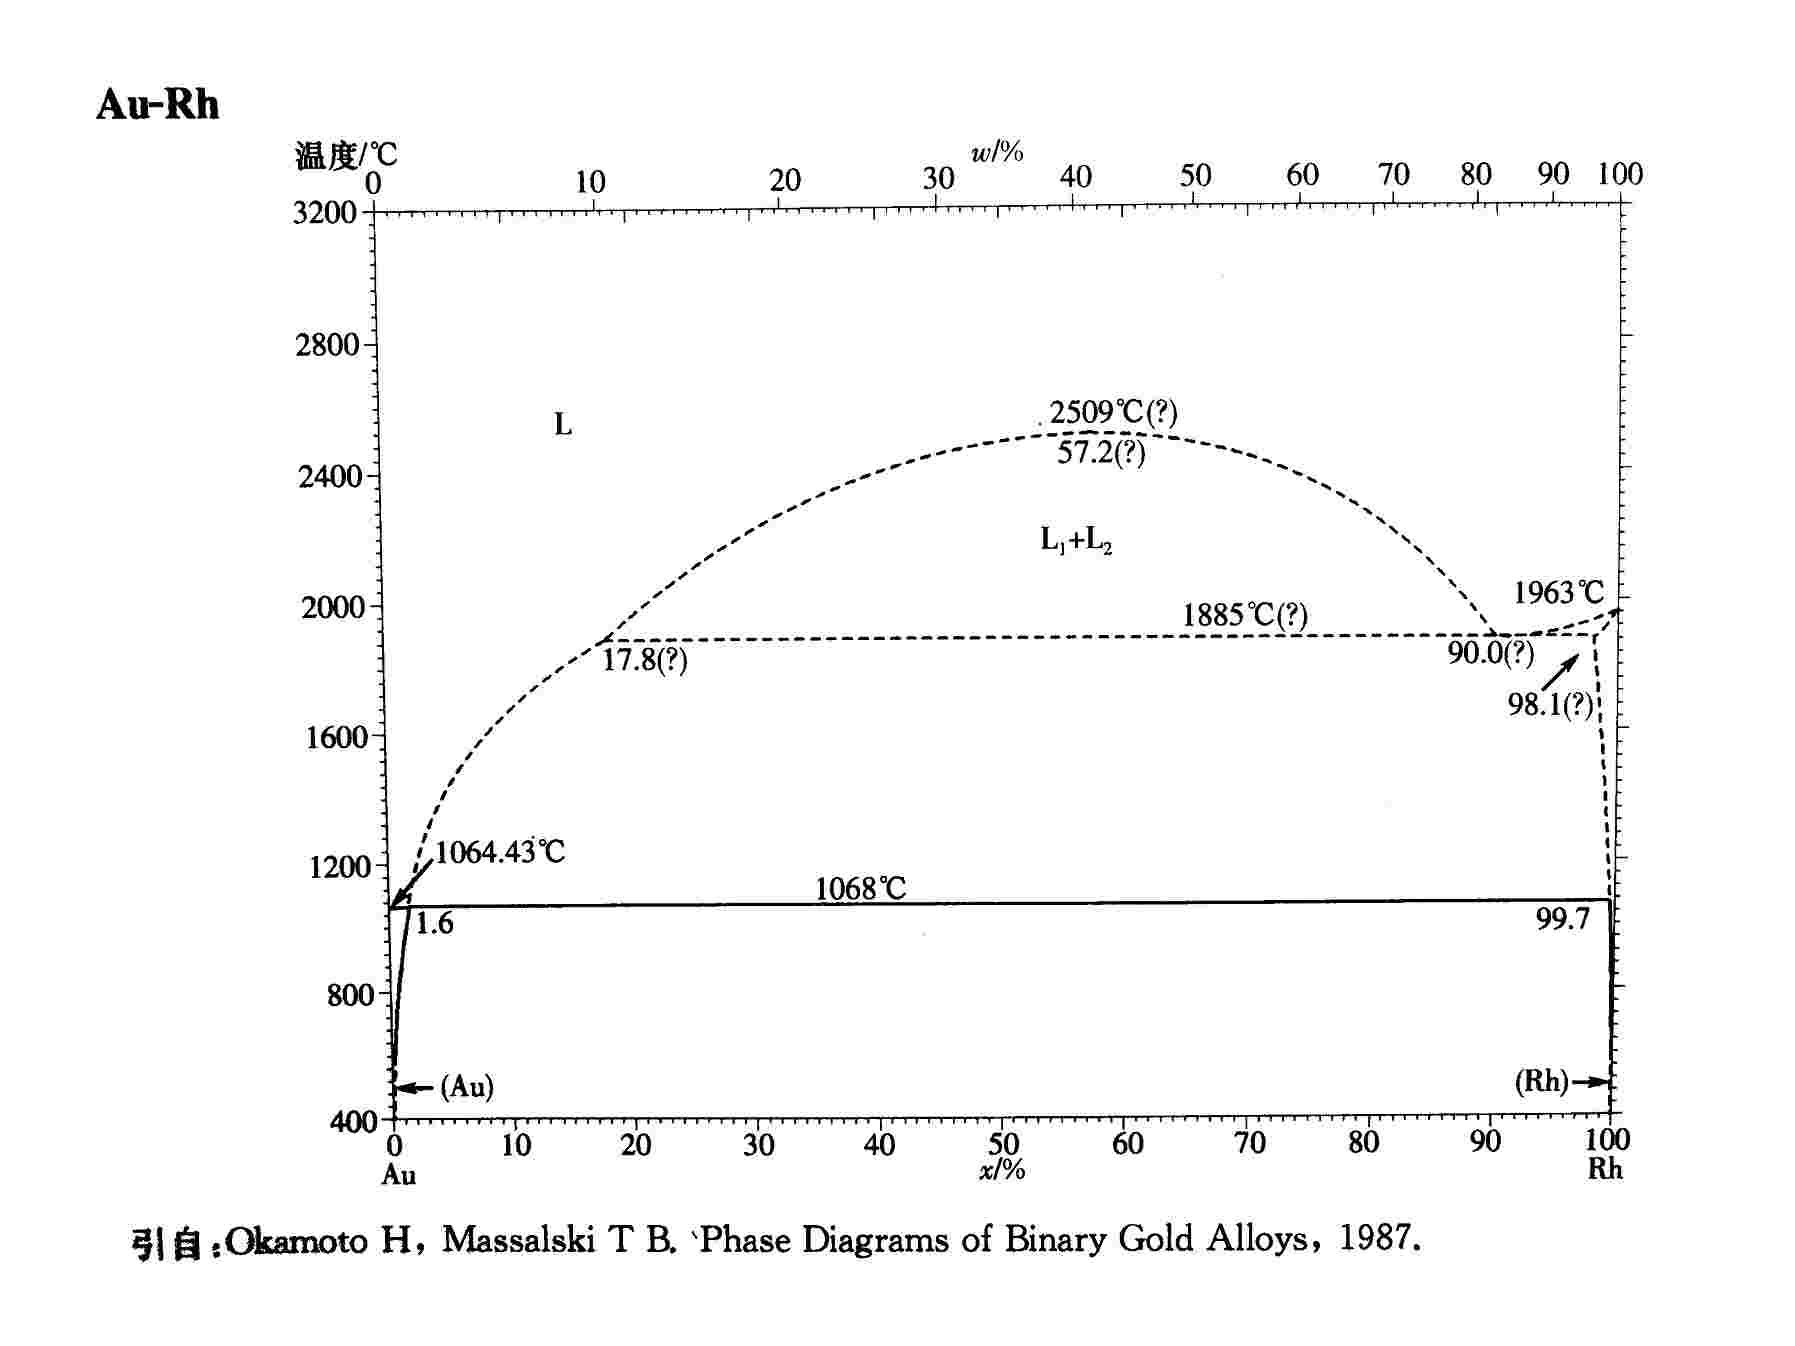 Au-Rh
温度/℃
w/%
0 10 20 30 40 50 60 70 80 90 100
3200
2800
2509℃(?)
L
57.2(?)
2400
L₁+L₂
1963℃
2000
1885℃(?)
17.8(?)
90.0(?)
98.1(?)
1600
1064.43℃
1200
1068℃
1.6
99.7
800
(Au)
(Rh)
400
0 10 20 30 40 50 60 70 80 90 100
Au x/% Rh
引自:Okamoto H, Massalski T B. Phase Diagrams of Binary Gold Alloys, 1987.